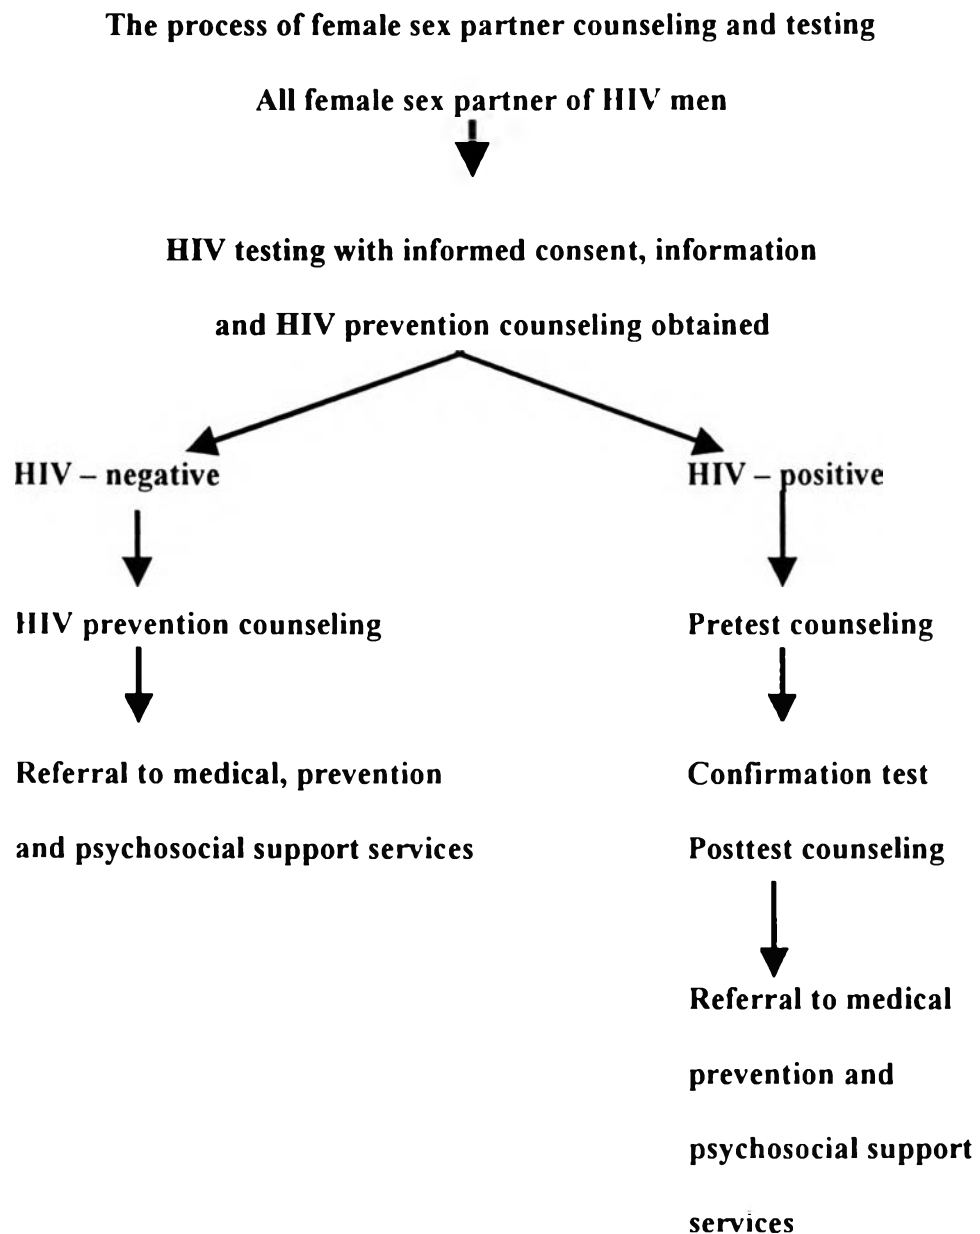 The process of female sex partner counseling and testing
All female sex partner of HIV men
HIV testing with informed consent, information
and HIV prevention counseling obtained
HIV – negative
HIV – positive
HIV prevention counseling
Pretest counseling
Referral to medical, prevention
and psychosocial support services
Confirmation test
Posttest counseling
Referral to medical
prevention and
psychosocial support
services